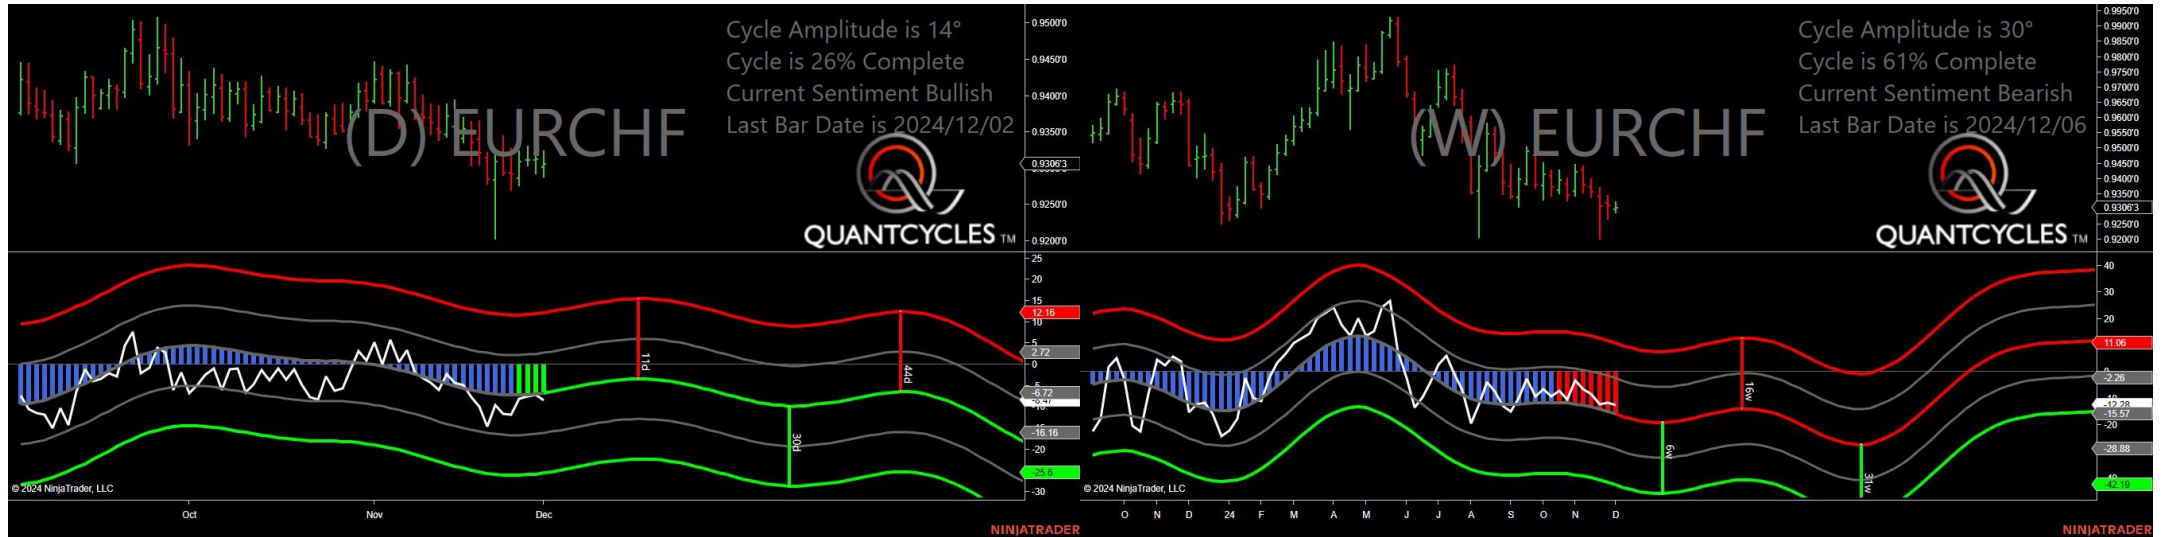 Cycle Amplitude is 14°
Cycle is 26% Complete
Current Sentiment Bullish
Last Bar Date is 2024/12/02
(D) EURCHF
QUANTCYCLES TM
0.9500'0
0.9450'0
0.9400'0
0.9350'0
0.9306'3
0.9250'0
0.9200'0
25
20
15
12.16
10
5
2.72
0
-5
-6.72
-8.47
-16.16
-20
-25.6
-30
11d
30d
44d
© 2024 NinjaTrader, LLC
Oct
Nov
Dec
NINJATRADER
Cycle Amplitude is 30°
Cycle is 61% Complete
Current Sentiment Bearish
Last Bar Date is 2024/12/06
(W) EURCHF
QUANTCYCLES TM
0.9950'0
0.9900'0
0.9850'0
0.9800'0
0.9750'0
0.9700'0
0.9650'0
0.9600'0
0.9550'0
0.9500'0
0.9450'0
0.9400'0
0.9350'0
0.9306'3
0.9250'0
0.9200'0
40
30
20
11.06
0
-2.26
-12.28
-15.57
-20
-28.88
-42.19
6w
16w
31w
© 2024 NinjaTrader, LLC
O N D 24 F M A M J J A S O N D
NINJATRADER